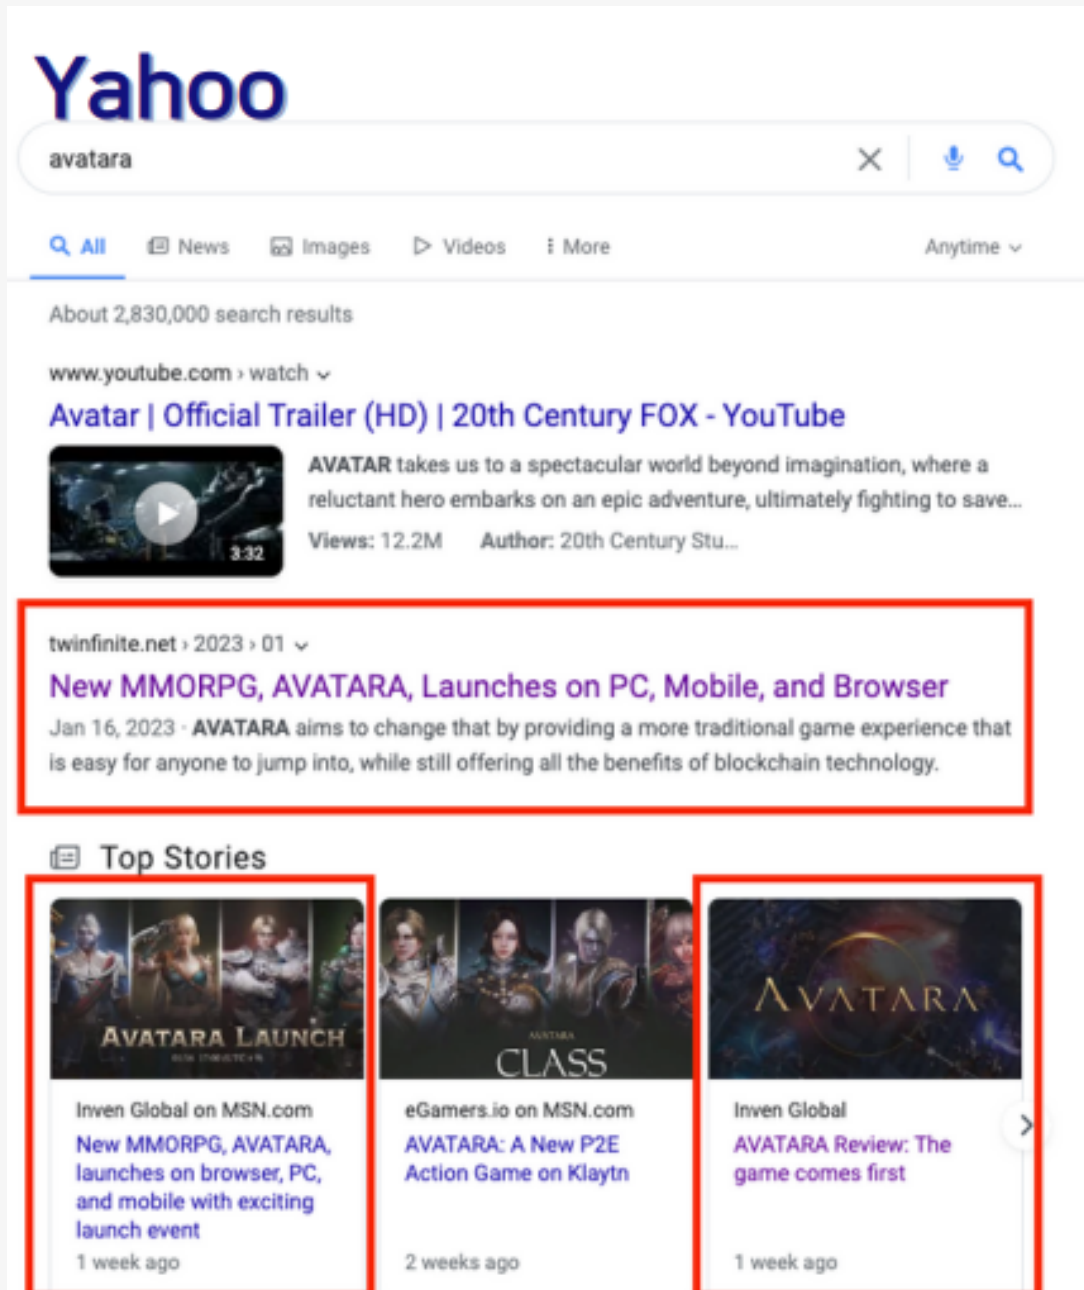 Yahoo
avatara
All News Images Videos More Anytime
About 2,830,000 search results
www.youtube.com › watch
Avatar | Official Trailer (HD) | 20th Century FOX - YouTube
AVATAR takes us to a spectacular world beyond imagination, where a
reluctant hero embarks on an epic adventure, ultimately fighting to save...
3:32
Views: 12.2M Author: 20th Century Stu...
twinfinite.net › 2023 › 01
New MMORPG, AVATARA, Launches on PC, Mobile, and Browser
Jan 16, 2023 · AVATARA aims to change that by providing a more traditional game experience that
is easy for anyone to jump into, while still offering all the benefits of blockchain technology.
Top Stories
AVATARA LAUNCH
Inven Global on MSN.com
New MMORPG, AVATARA,
launches on browser, PC,
and mobile with exciting
launch event
1 week ago
AVATARA
CLASS
eGamers.io on MSN.com
AVATARA: A New P2E
Action Game on Klaytn
2 weeks ago
AVATARA
Inven Global
AVATARA Review: The
game comes first
1 week ago